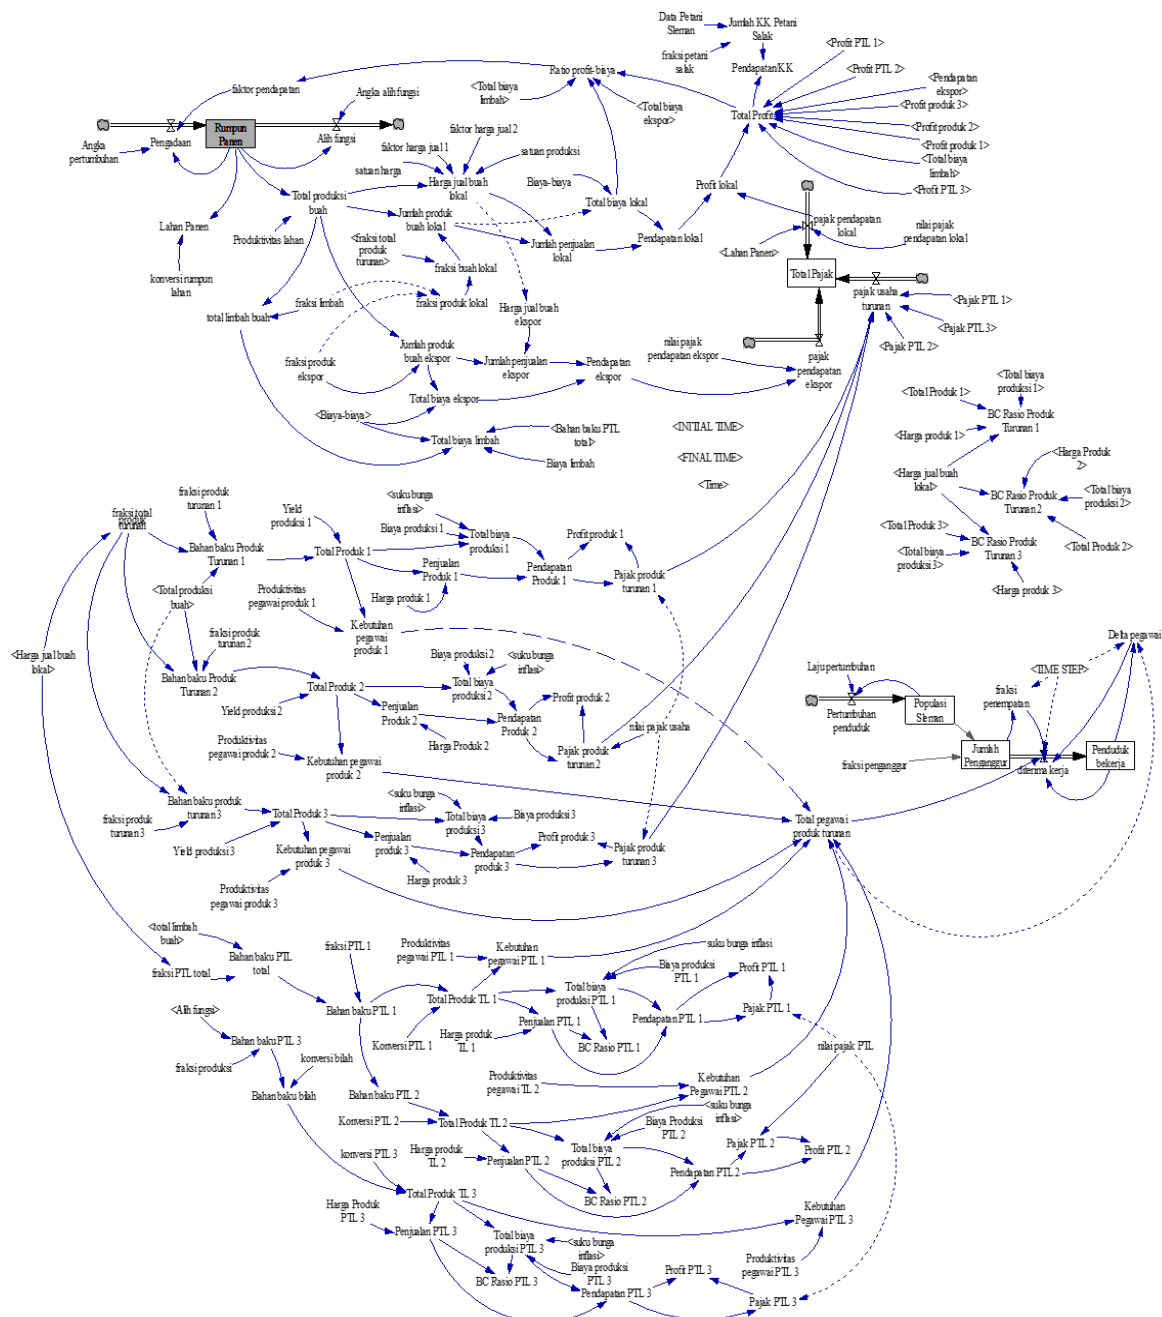 Data Petani
Sleman
Jumlah KK Petani
Salak
fraksi petani
salak
Pendapatan/KK
<Profit PTL 1>
<Profit PTL 2>
<Pendapatan
ekspor>
<Profit produk 3>
<Profit produk 2>
<Profit produk 1>
<Total biaya
limbah>
<Profit PTL 3>
Total Profit
Ratio profit-biaya
<Total biaya
limbah>
<Total biaya
ekspor>
faktor pendapatan
Angka alih fungsi
Rumpun
Panen
Pengadaan
Angka
pertumbuhan
Alih fungsi
faktor harga jual 2
faktor harga jual 1
satuan produksi
satuan harga
Harga jual buah
lokal
Biaya-biaya
Total biaya lokal
Profit lokal
Total produksi
buah
Lahan Panen
Produktivitas lahan
konversi rumpun
lahan
Jumlah produk
buah lokal
Jumlah penjualan
lokal
Pendapatan lokal
<fraksi total
produk
turunan>
fraksi buah lokal
fraksi produk lokal
fraksi limbah
total limbah buah
Harga jual buah
ekspor
pajak pendapatan
lokal
nilai pajak
pendapatan lokal
<Lahan Panen>
Total Pajak
pajak usaha
turunan
<Pajak PTL 1>
<Pajak PTL 3>
<Pajak PTL 2>
fraksi produk
ekspor
Jumlah produk
buah ekspor
Jumlah penjualan
ekspor
Pendapatan
ekspor
nilai pajak
pendapatan ekspor
pajak
pendapatan
ekspor
Total biaya ekspor
<Biaya-biaya>
Total biaya limbah
<Bahan baku PTL
total>
Biaya limbah
<INITIAL TIME>
<FINAL TIME>
<Time>
<Total Produk 1>
<Total biaya
produksi 1>
BC Rasio Produk
Turunan 1
<Harga produk 1>
<Harga jual buah
lokal>
<Harga Produk
2>
BC Rasio Produk
Turunan 2
<Total biaya
produksi 2>
<Total Produk 2>
<Total Produk 3>
BC Rasio Produk
Turunan 3
<Total biaya
produksi 3>
<Harga produk 3>
fraksi total
produk
turunan
fraksi produk
turunan 1
Bahan baku Produk
Turunan 1
<Total produksi
buah>
Yield
produksi 1
Total Produk 1
<suku bunga
inflasi>
Biaya produksi 1
Total biaya
produksi 1
Penjualan
Produk 1
Harga produk 1
Pendapatan
Produk 1
Profit produk 1
Pajak produk
turunan 1
Produktivitas
pegawai produk 1
Kebutuhan
pegawai
produk 1
<Harga jual buah
lokal>
fraksi produk
turunan 2
Bahan baku Produk
Turunan 2
Yield produksi 2
Total Produk 2
Biaya produksi 2
<suku bunga
inflasi>
Total biaya
produksi 2
Penjualan
Produk 2
Harga Produk 2
Pendapatan
Produk 2
Profit produk 2
Pajak produk
turunan 2
nilai pajak usaha
Produktivitas
pegawai produk 2
Kebutuhan pegawai
produk 2
Delta pegawai
<TIME STEP>
Laju pertumbuhan
Populasi
Sleman
Pertumbuhan
penduduk
fraksi
penempatan
Jumlah
Penganggur
fraksi penganggur
diterima kerja
Penduduk
bekerja
Bahan baku produk
turunan 3
fraksi produk
turunan 3
Yield produksi 3
Total Produk 3
<suku bunga
inflasi>
Total biaya
produksi 3
Biaya produksi 3
Penjualan
produk 3
Harga produk 3
Pendapatan
produk 3
Profit produk 3
Pajak produk
turunan 3
Kebutuhan pegawai
produk 3
Produktivitas
pegawai produk 3
Total pegawai
produk turunan
<total limbah
buah>
fraksi PTL total
Bahan baku PTL
total
fraksi PTL 1
Bahan baku PTL 1
Produktivitas
pegawai PTL 1
Kebutuhan
pegawai PTL 1
Total Produk TL 1
Konversi PTL 1
Harga produk
TL 1
Penjualan PTL 1
suku bunga inflasi
Biaya produksi
PTL 1
Total biaya
produksi PTL 1
BC Rasio PTL 1
Pendapatan PTL 1
Profit PTL 1
Pajak PTL 1
nilai pajak PTL
<Alih fungsi>
Bahan baku PTL 3
fraksi produksi
konversi bilah
Bahan baku bilah
Bahan baku PTL 2
Produktivitas
pegawai TL 2
Kebutuhan
Pegawai PTL 2
<suku bunga
inflasi>
Konversi PTL 2
Total Produk TL 2
Biaya Produksi
PTL 2
Total biaya
produksi PTL 2
Harga produk
TL 2
Penjualan PTL 2
BC Rasio PTL 2
Pendapatan PTL 2
Pajak PTL 2
Profit PTL 2
konversi PTL 3
Total Produk TL 3
Harga Produk
PTL 3
Penjualan PTL 3
Total biaya
produksi PTL 3
<suku bunga
inflasi>
Biaya produksi
PTL 3
BC Rasio PTL 3
Pendapatan PTL 3
Profit PTL 3
Pajak PTL 3
Kebutuhan
Pegawai PTL 3
Produktivitas
pegawai PTL 3